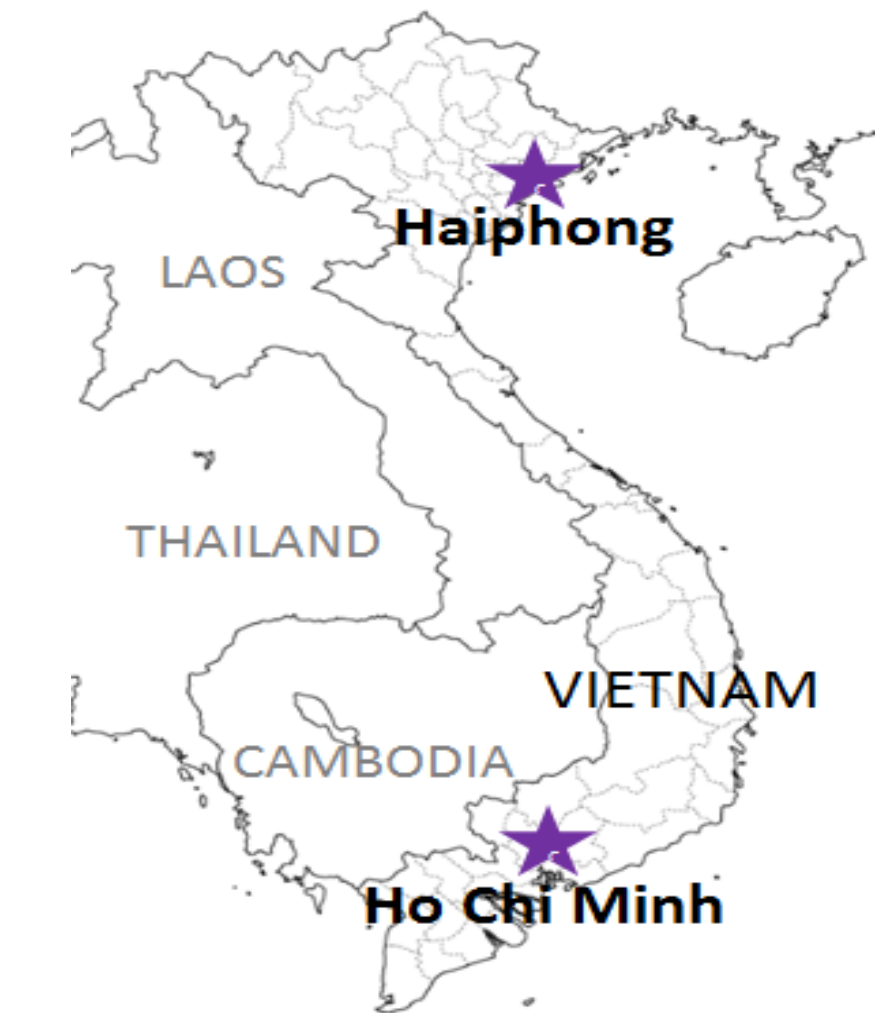 Haiphong
LAOS
THAILAND
VIETNAM
CAMBODIA
Ho Chi Minh